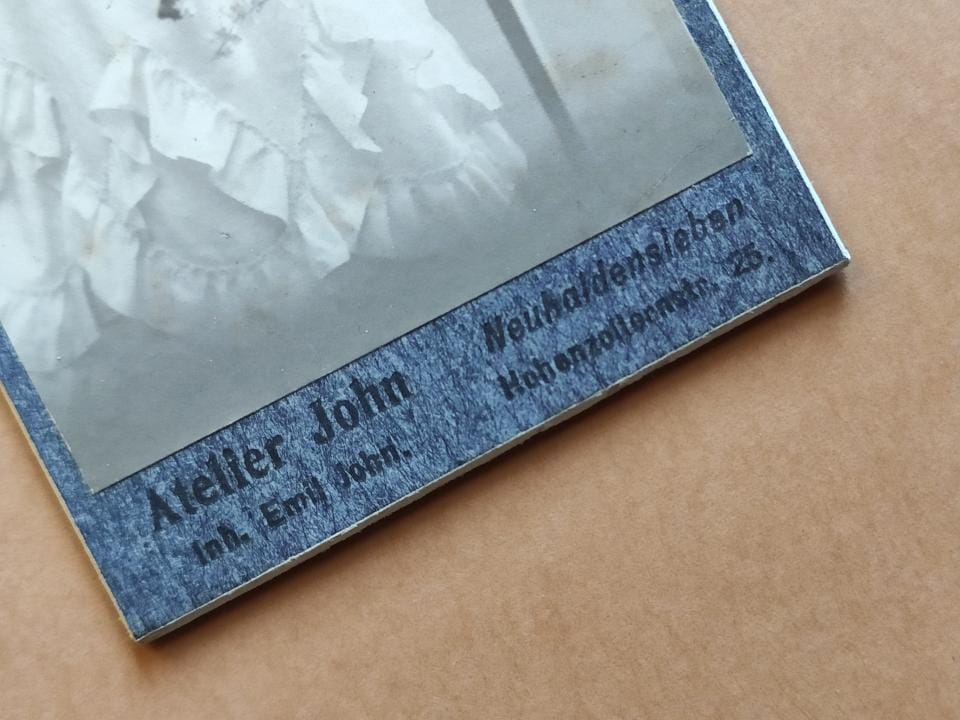 Atelier John
Inh. Emil John.
Neuhaldensleben
Hohenzollernstr. 25.